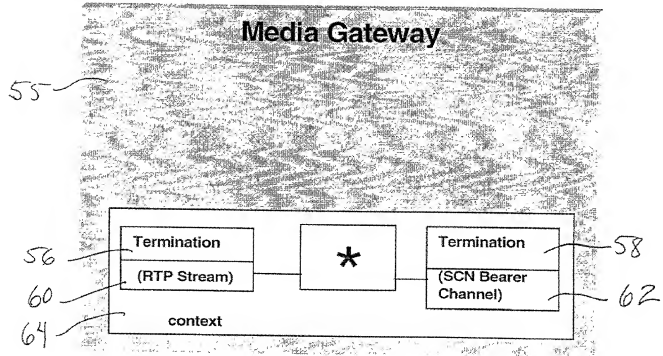 Media Gateway
55
Termination
(RTP Stream)
*
Termination
(SCN Bearer
Channel)
context
56
60
64
58
62